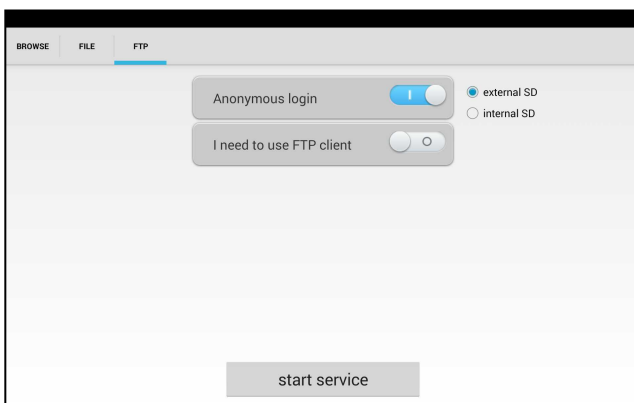 BROWSE FILE FTP
Anonymous login
external SD
internal SD
I need to use FTP client
start service